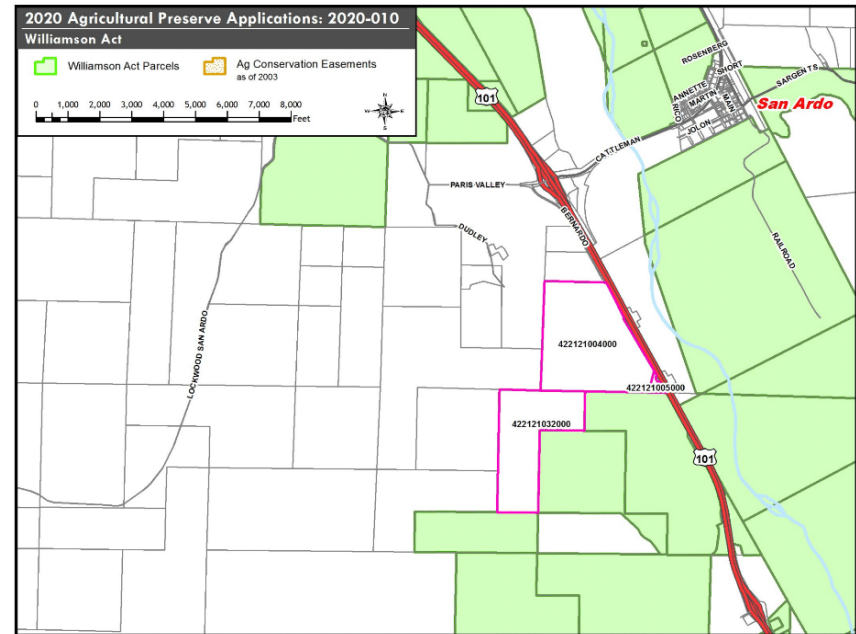 2020 Agricultural Preserve Applications: 2020-010
Williamson Act
Williamson Act Parcels
Ag Conservation Easements
as of 2003
0 1,000 2,000 3,000 4,000 5,000 6,000 7,000 8,000
Feet
N
W E
S
101
ROSENBERG
SHORT
ANNETTE
SARGENTS
MARTIN
MAIN
RICO
San Ardo
JOLON
CATTLEMAN
PARIS VALLEY
BERNARDO
DUDLEY
RAILROAD
LOCKWOOD SAN ARDO
422121004000
422121005000
422121032000
101